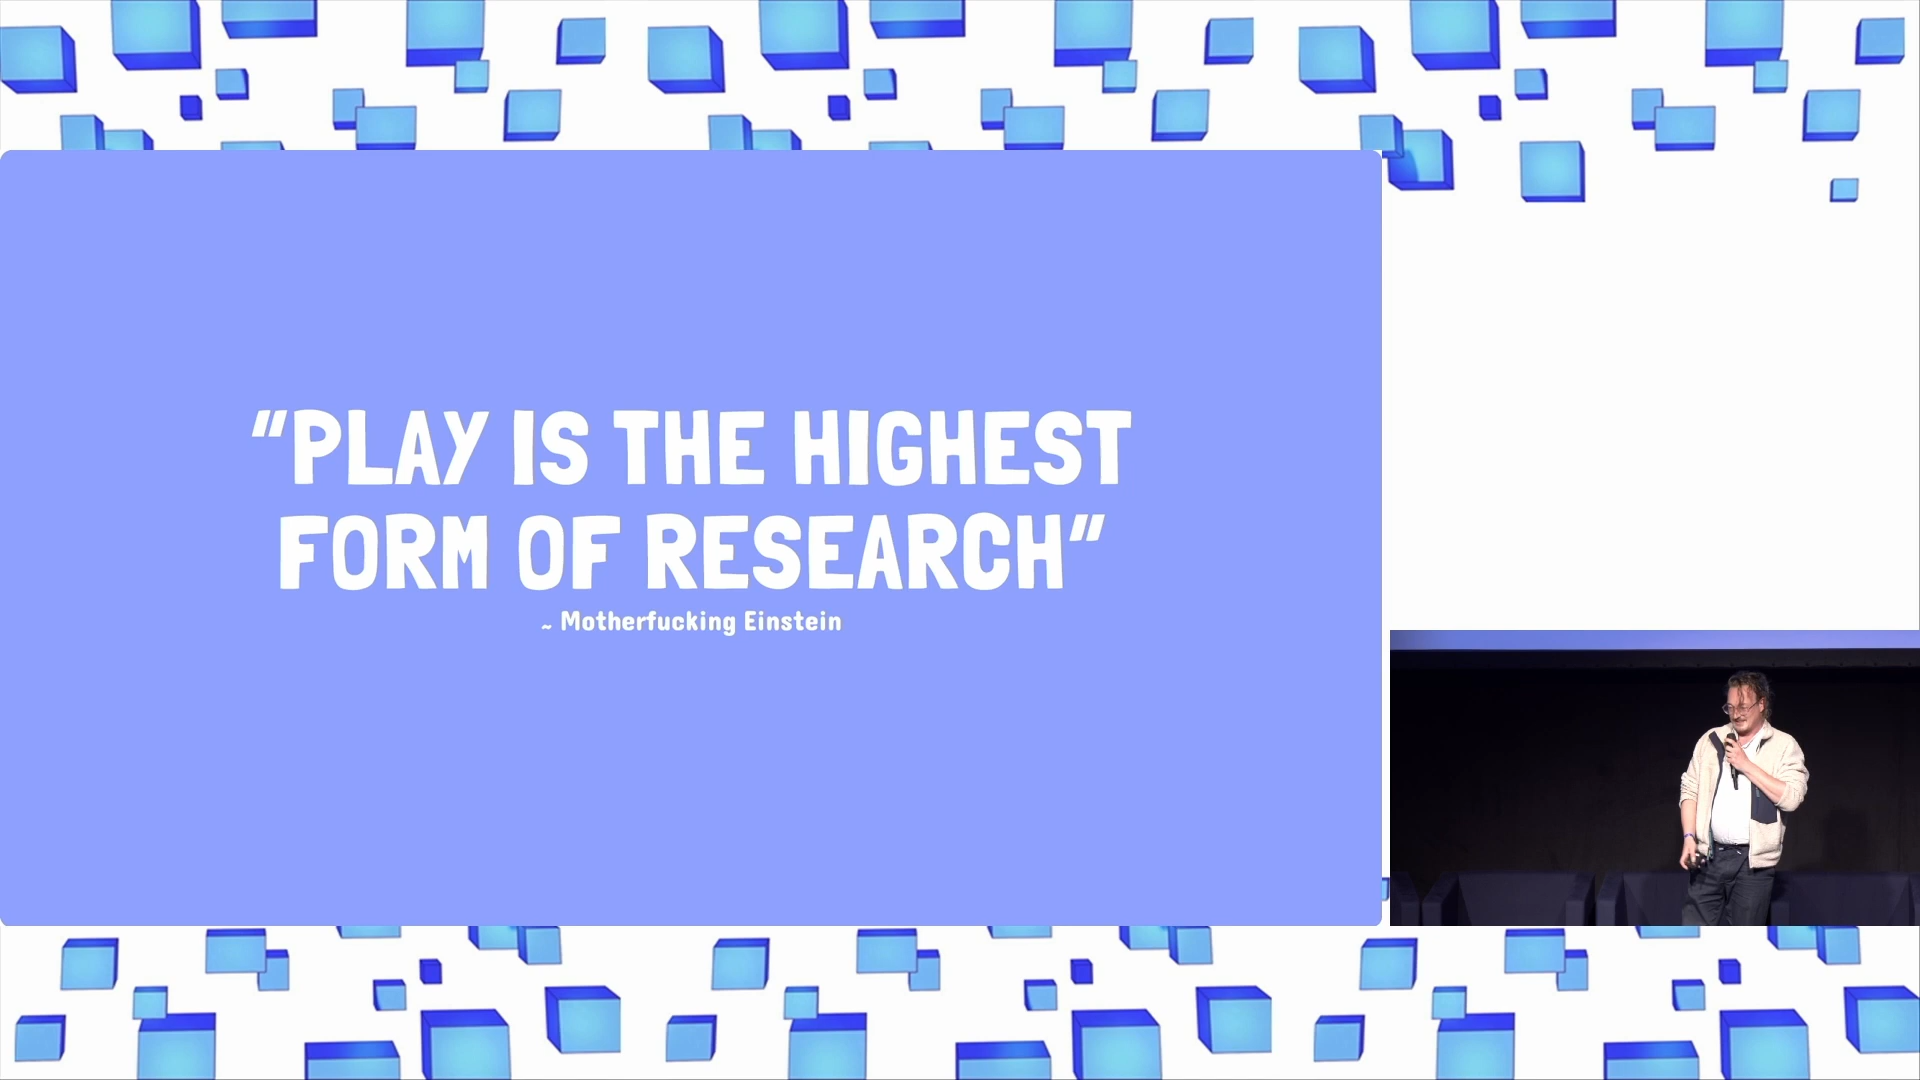 “PLAY IS THE HIGHEST
FORM OF RESEARCH”
~ Motherfucking Einstein